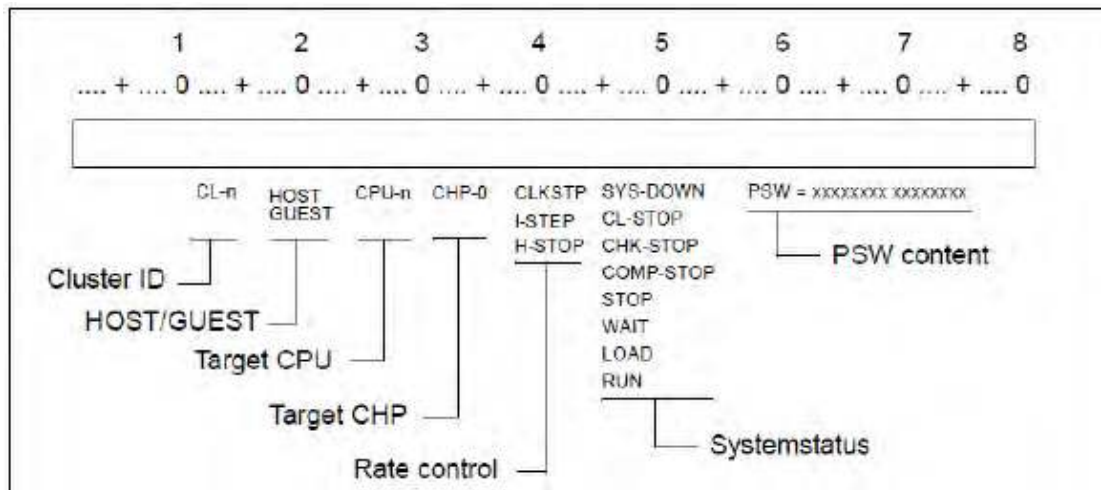 1 2 3 4 5 6 7 8
.... + .... 0 .... + .... 0 .... + .... 0 .... + .... 0 .... + .... 0 .... + .... 0 .... + .... 0 .... + .... 0
CL-n HOST CPU-n CHP-0 CLKSTP SYS-DOWN PSW = xxxxxxxx xxxxxxxx
GUEST I-STEP CL-STOP
H-STOP CHK-STOP PSW content
Cluster ID COMP-STOP
STOP
HOST/GUEST WAIT
Target CPU LOAD
RUN
Target CHP
Systemstatus
Rate control